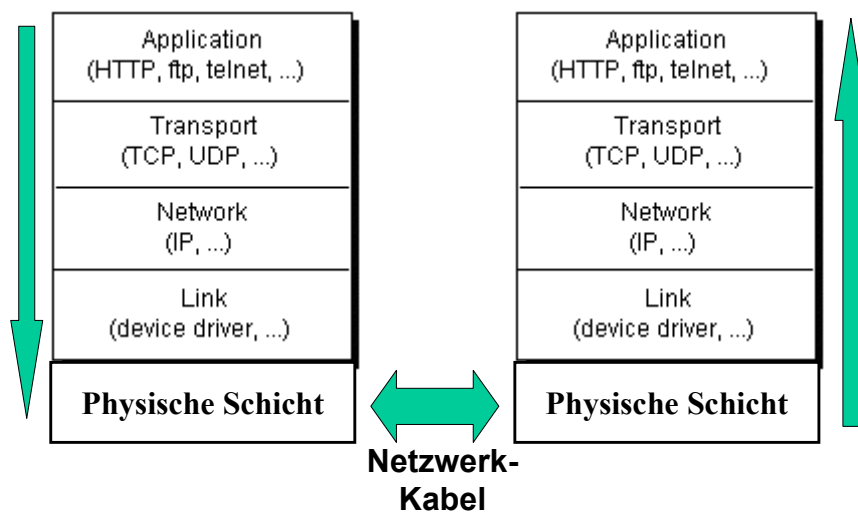 Application
(HTTP, ftp, telnet, ...)
Transport
(TCP, UDP, ...)
Network
(IP, ...)
Link
(device driver, ...)
Physische Schicht
Application
(HTTP, ftp, telnet, ...)
Transport
(TCP, UDP, ...)
Network
(IP, ...)
Link
(device driver, ...)
Physische Schicht
Netzwerk-
Kabel